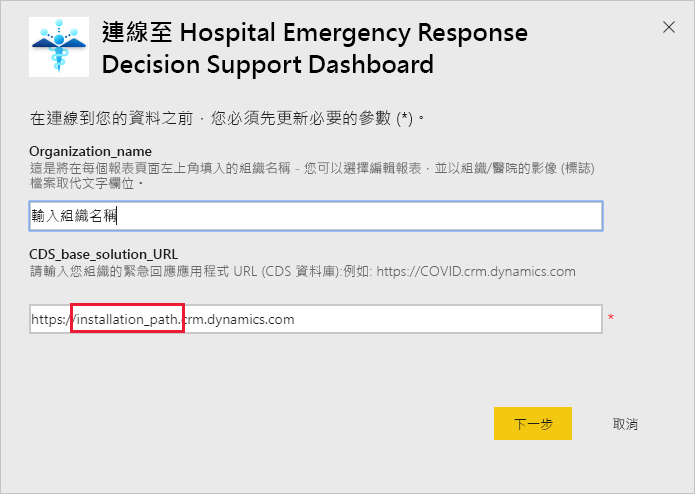 連線至 Hospital Emergency Response
Decision Support Dashboard
在連線到您的資料之前，您必須先更新必要的參數 (*)。
Organization_name
這是將在每個報表頁面左上角填入的組織名稱 - 您可以選擇編輯報表，並以組織/醫院的影像 (標誌)
檔案取代文字欄位。
輸入組織名稱
CDS_base_solution_URL
請輸入您組織的緊急回應應用程式 URL (CDS 資料庫):例如: https://COVID.crm.dynamics.com
https://installation_path.crm.dynamics.com *
下一步 取消